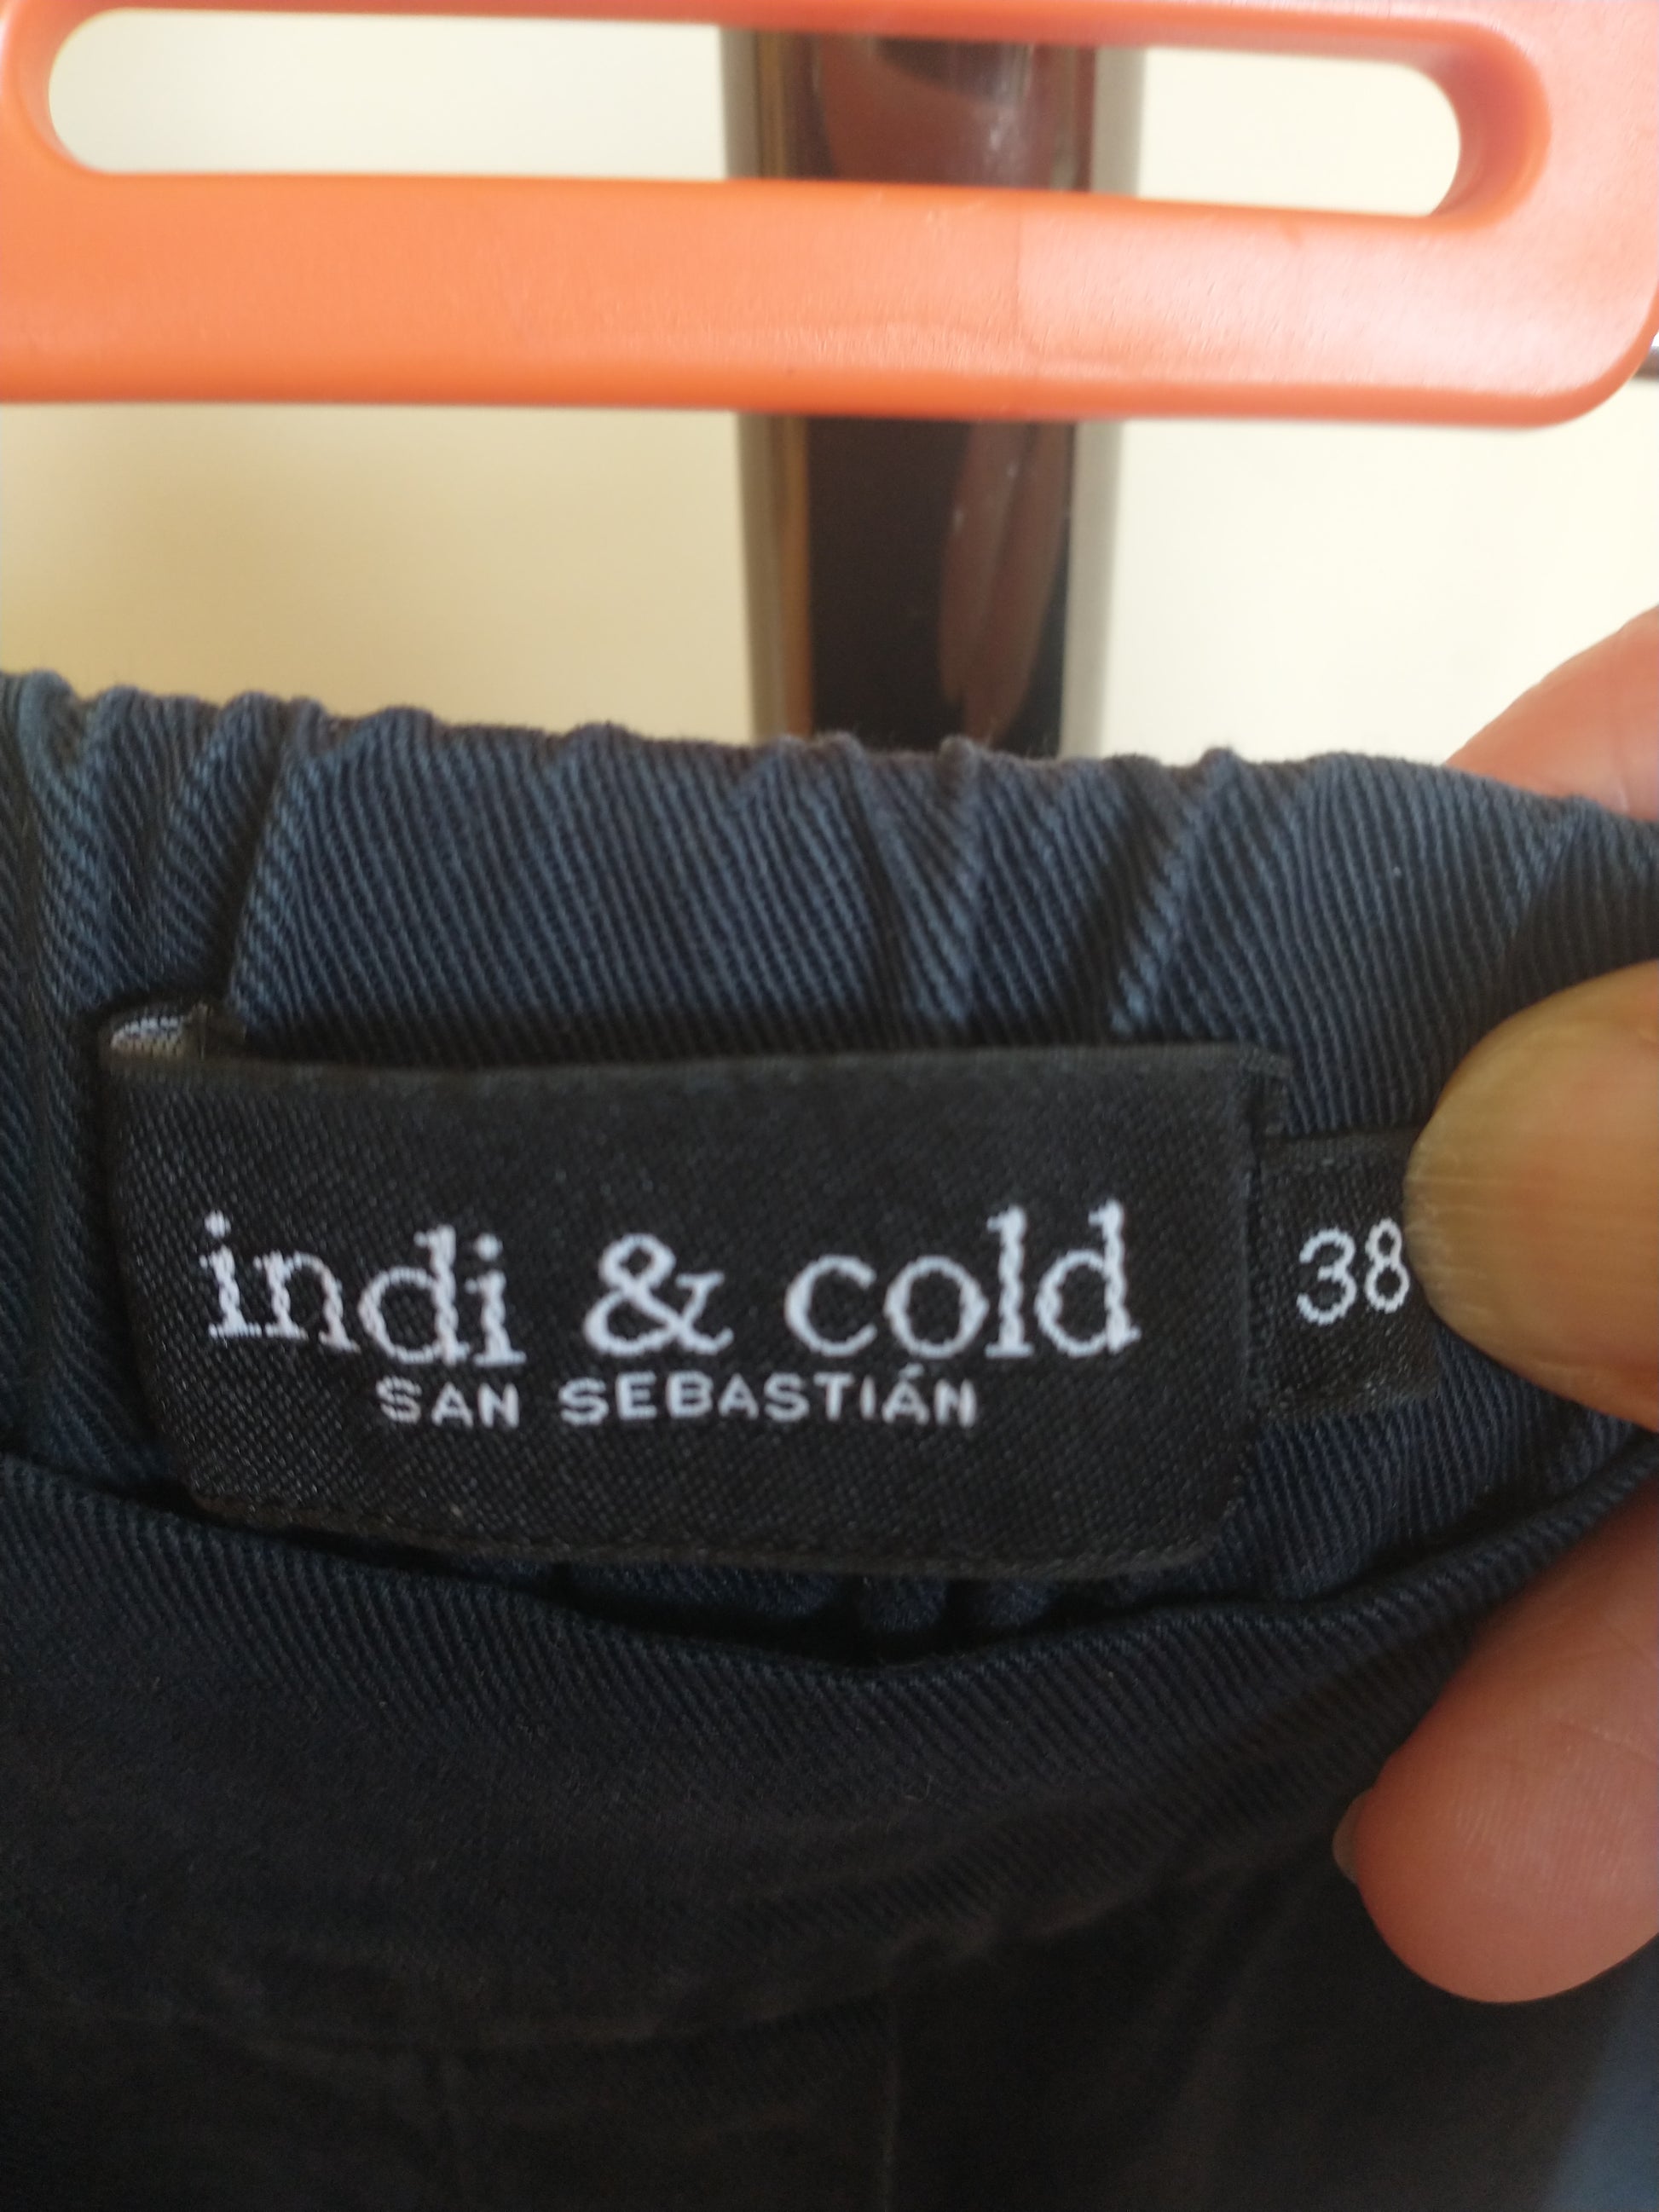 indi & cold
SAN SEBASTIÁN
38